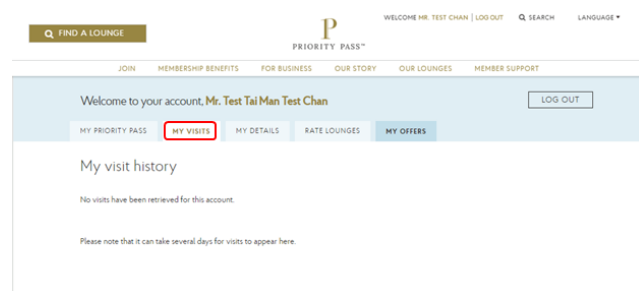 FIND A LOUNGE
P
PRIORITY PASS™
WELCOME MR. TEST CHAN | LOG OUT
SEARCH
LANGUAGE
JOIN MEMBERSHIP BENEFITS FOR BUSINESS OUR STORY OUR LOUNGES MEMBER SUPPORT
Welcome to your account, Mr. Test Tai Man Test Chan
LOG OUT
MY PRIORITY PASS MY VISITS MY DETAILS RATE LOUNGES MY OFFERS
My visit history
No visits have been retrieved for this account.
Please note that it can take several days for visits to appear here.